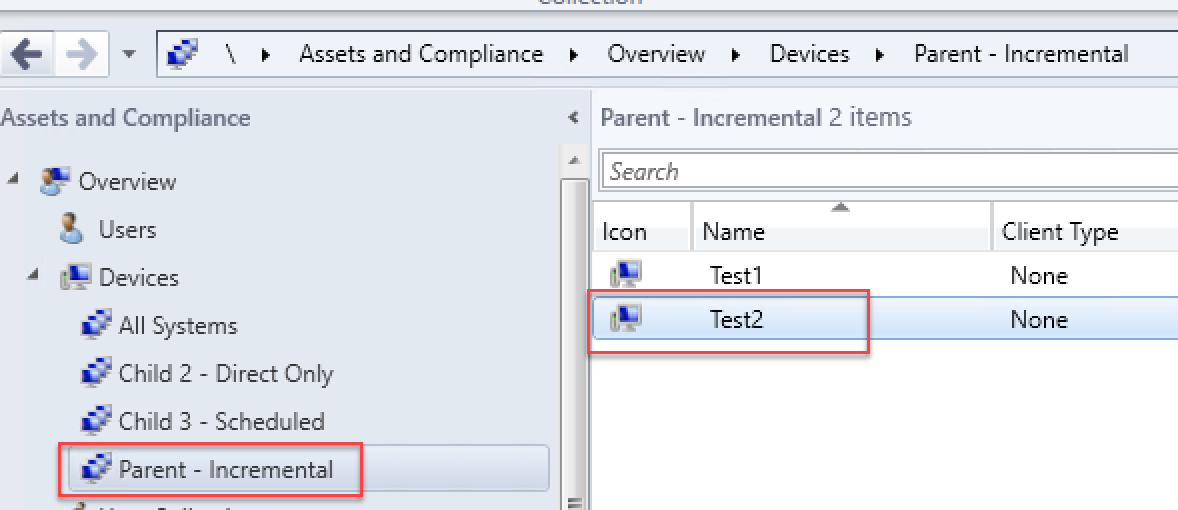 Collection
\ Assets and Compliance Overview Devices Parent - Incremental
Assets and Compliance
Overview
Users
Devices
All Systems
Child 2 - Direct Only
Child 3 - Scheduled
Parent - Incremental
Parent - Incremental 2 items
Search
Icon Name Client Type
Test1 None
Test2 None